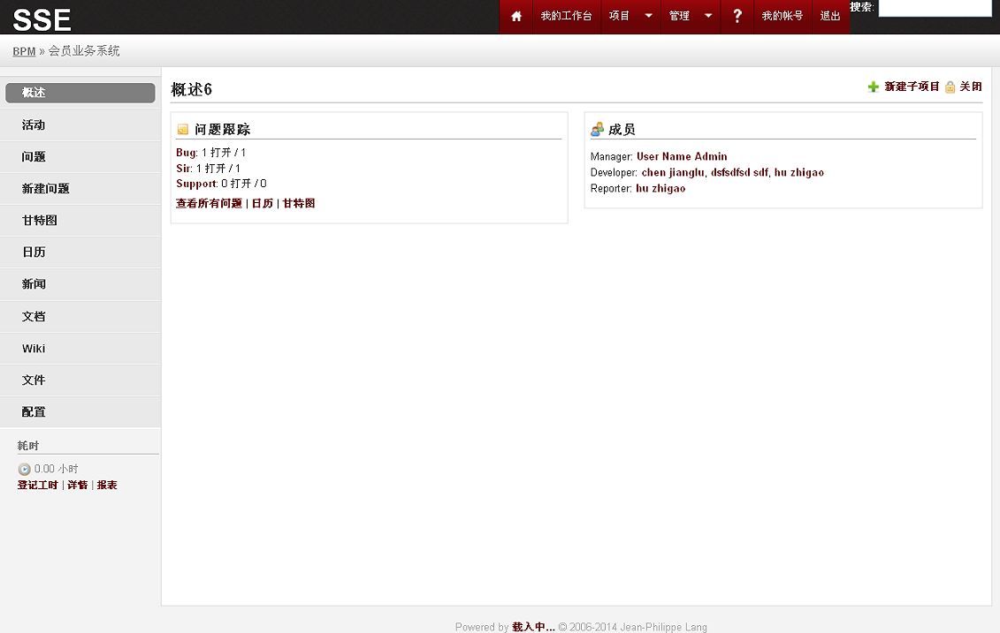 SSE
我的工作台 项目 管理 ? 我的帐号 退出 搜索:
BPM » 会员业务系统
概述
活动
问题
新建问题
甘特图
日历
新闻
文档
Wiki
文件
配置
耗时
0.00 小时
登记工时 | 详情 | 报表
概述6
新建子项目 关闭
问题跟踪
Bug: 1 打开 / 1
Sir: 1 打开 / 1
Support: 0 打开 / 0
查看所有问题 | 日历 | 甘特图
成员
Manager: User Name Admin
Developer: chen jianglu, dsfsdfsd sdf, hu zhigao
Reporter: hu zhigao
Powered by 载入中... © 2006-2014 Jean-Philippe Lang